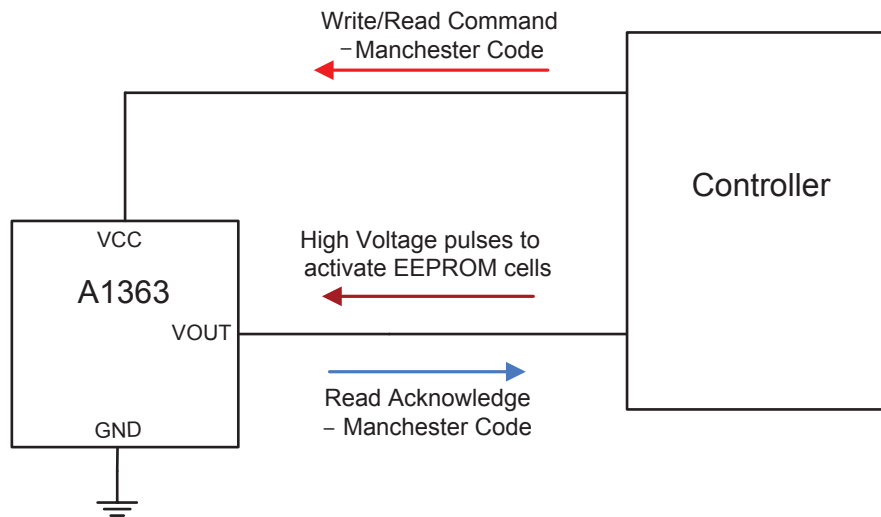 Write/Read Command
– Manchester Code
Controller
VCC
A1363
High Voltage pulses to
activate EEPROM cells
VOUT
Read Acknowledge
– Manchester Code
GND